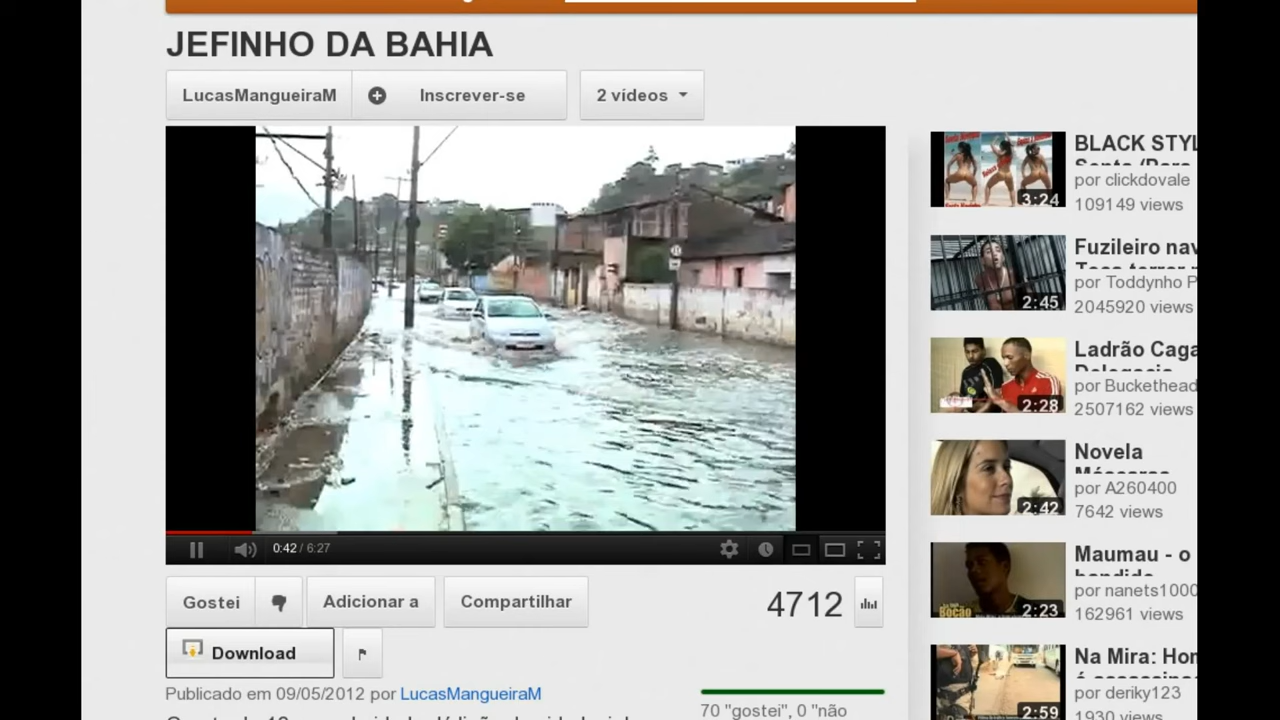 JEFINHO DA BAHIA
LucasMangueiraM
Inscrever-se
2 vídeos
0:42 / 6:27
Gostei
Adicionar a
Compartilhar
4712
Download
Publicado em 09/05/2012 por LucasMangueiraM
70 "gostei", 0 "não
3:24
BLACK STYL
por clickdovale
109149 views
2:45
Fuzileiro nav
por Toddynho P
2045920 views
2:28
Ladrão Caga
Delegacia
por Buckethead
2507162 views
2:42
Novela
Máscaras
por A260400
7642 views
2:23
Maumau - o
bandido
por nanets1000
162961 views
2:59
Na Mira: Hom
por deriky123
1930 views